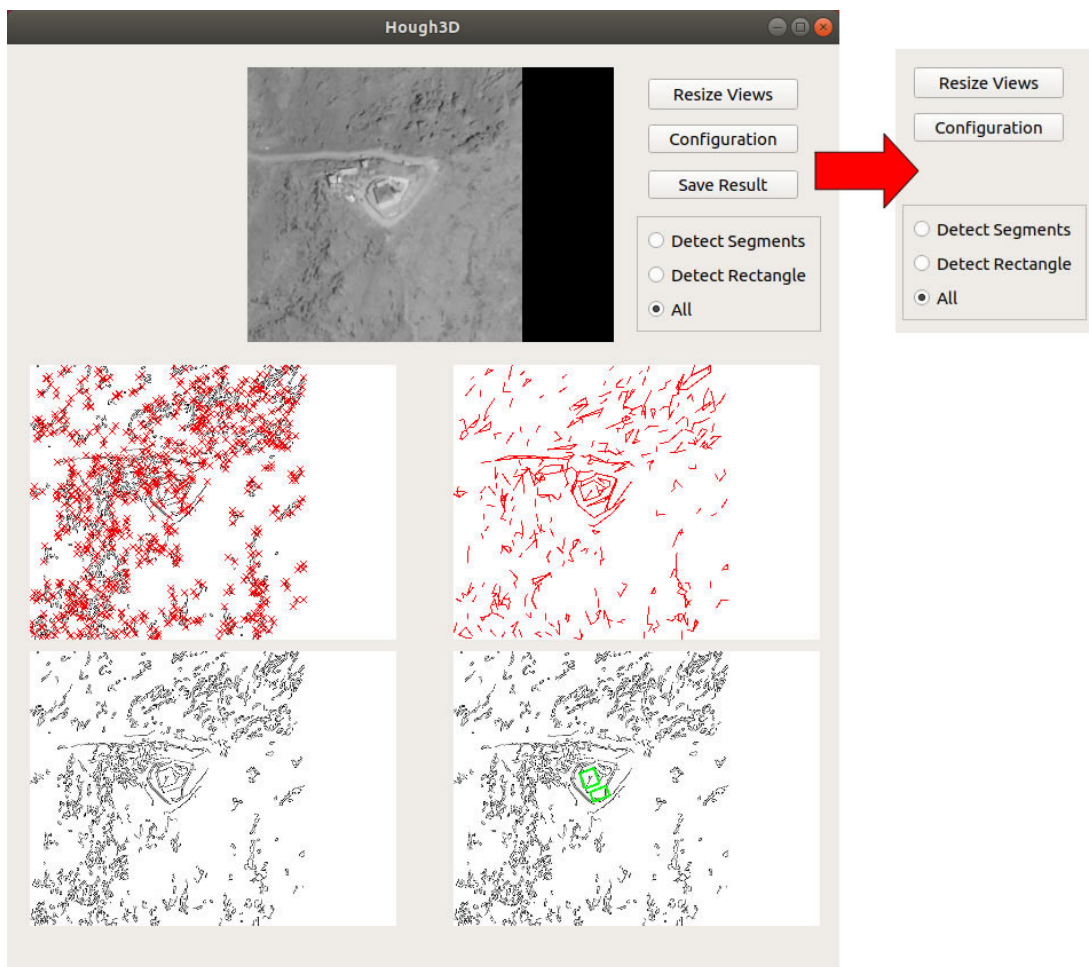 Hough3D
Resize Views
Configuration
Save Result
Detect Segments
Detect Rectangle
All
Resize Views
Configuration
Detect Segments
Detect Rectangle
All